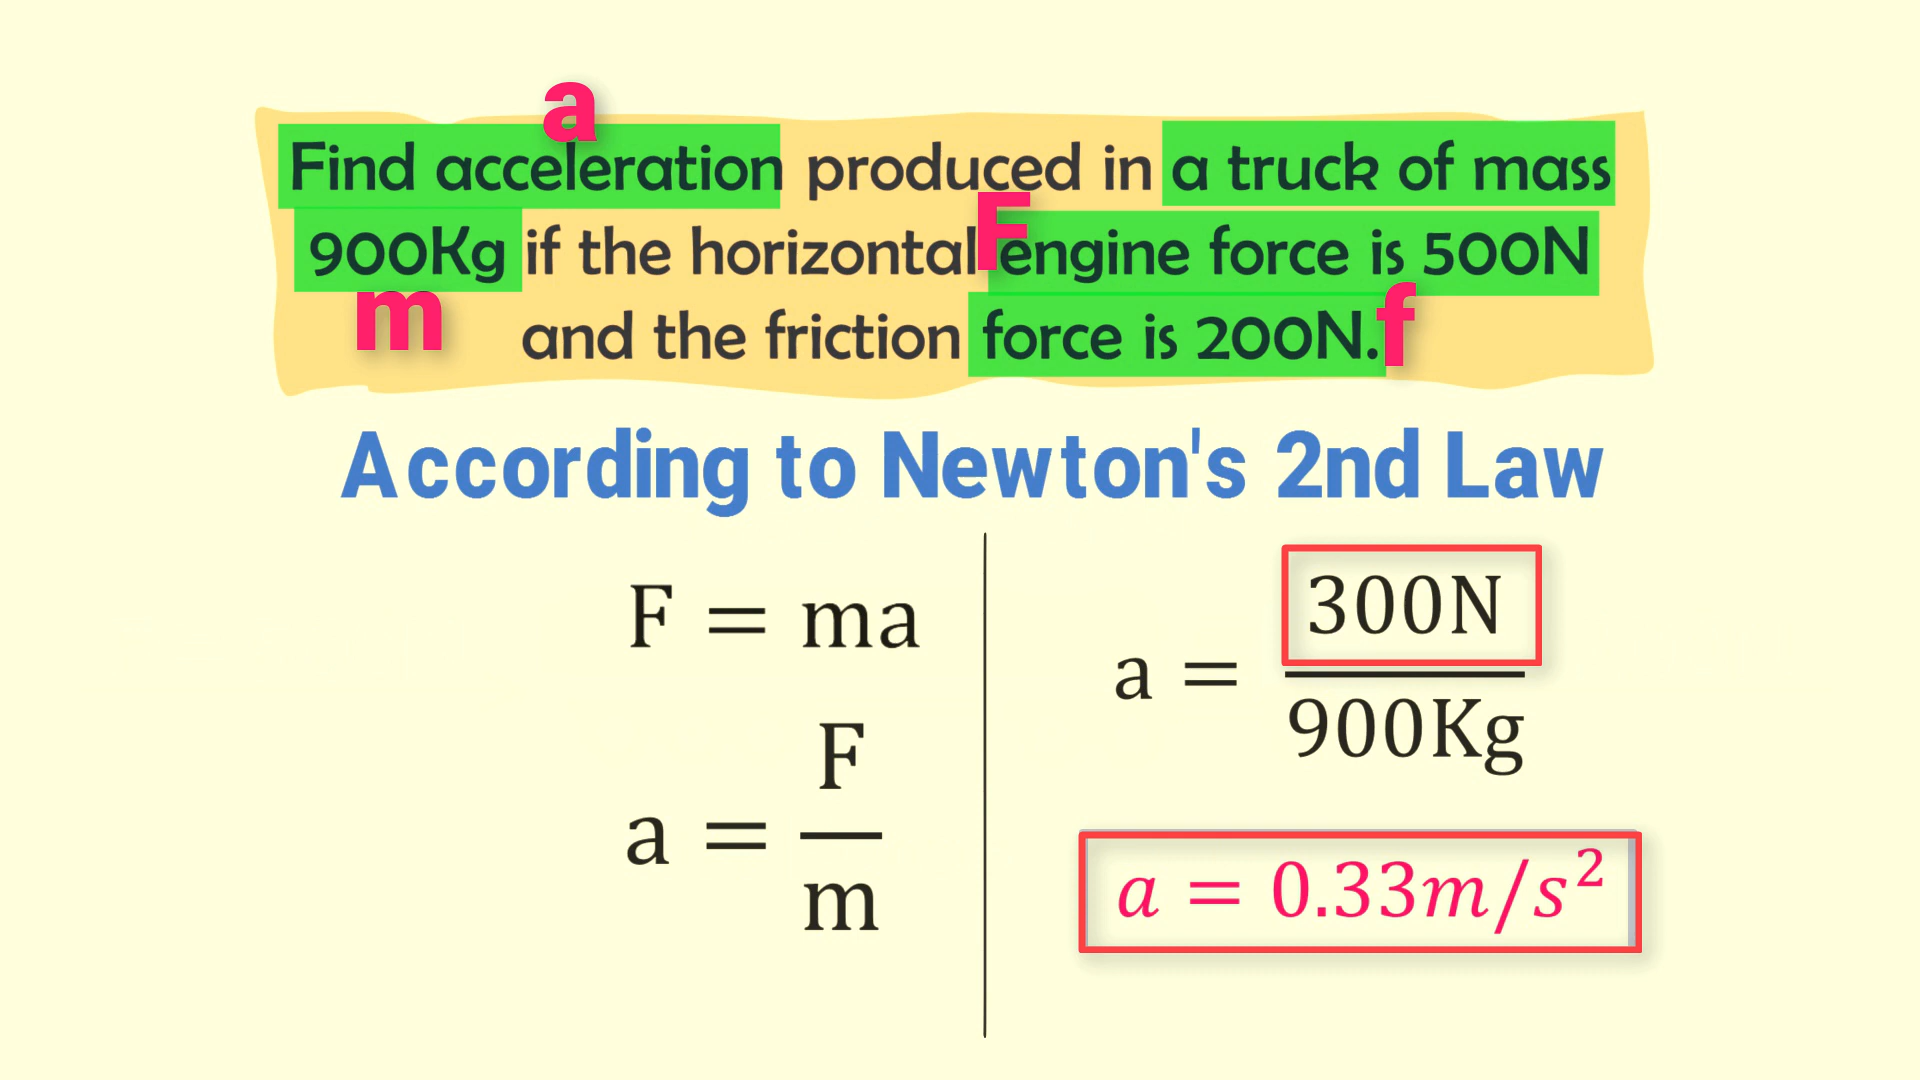 a
Find acceleration produced in a truck of mass
900Kg if the horizontal engine force is 500N
F
m
and the friction force is 200N.
f
According to Newton's 2nd Law
F = ma
a = F/m
a = 300N/900Kg
a = 0.33m/s²